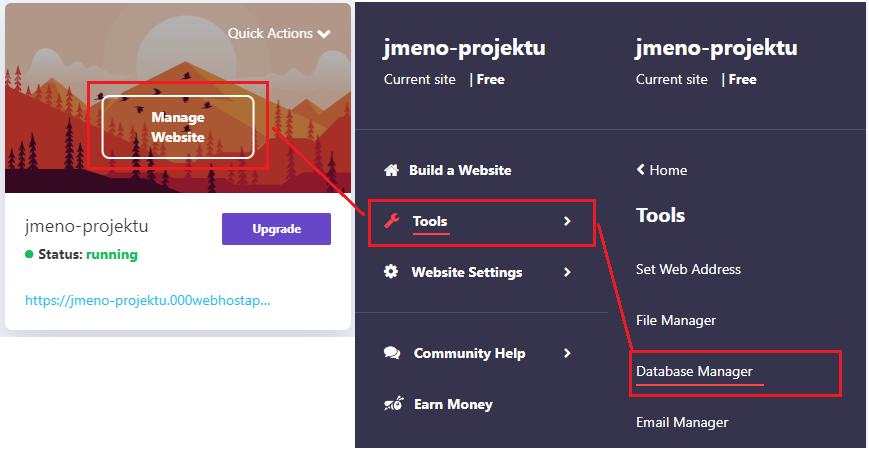 Quick Actions
Manage
Website
jmeno-projektu
Upgrade
Status: running
https://jmeno-projektu.000webhostap...
jmeno-projektu
Current site | Free
Build a Website
Tools
Website Settings
Community Help
Earn Money
jmeno-projektu
Current site | Free
Home
Tools
Set Web Address
File Manager
Database Manager
Email Manager